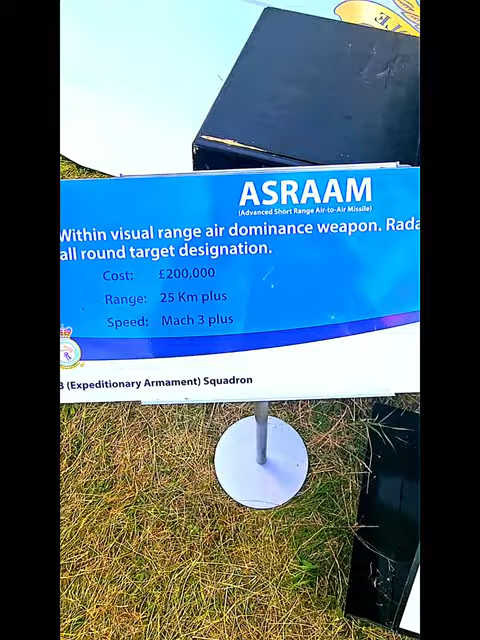 ASRAAM
(Advanced Short Range Air-to-Air Missile)
Within visual range air dominance weapon. Rada
all round target designation.
Cost: £200,000
Range: 25 Km plus
Speed: Mach 3 plus
(Expeditionary Armament) Squadron